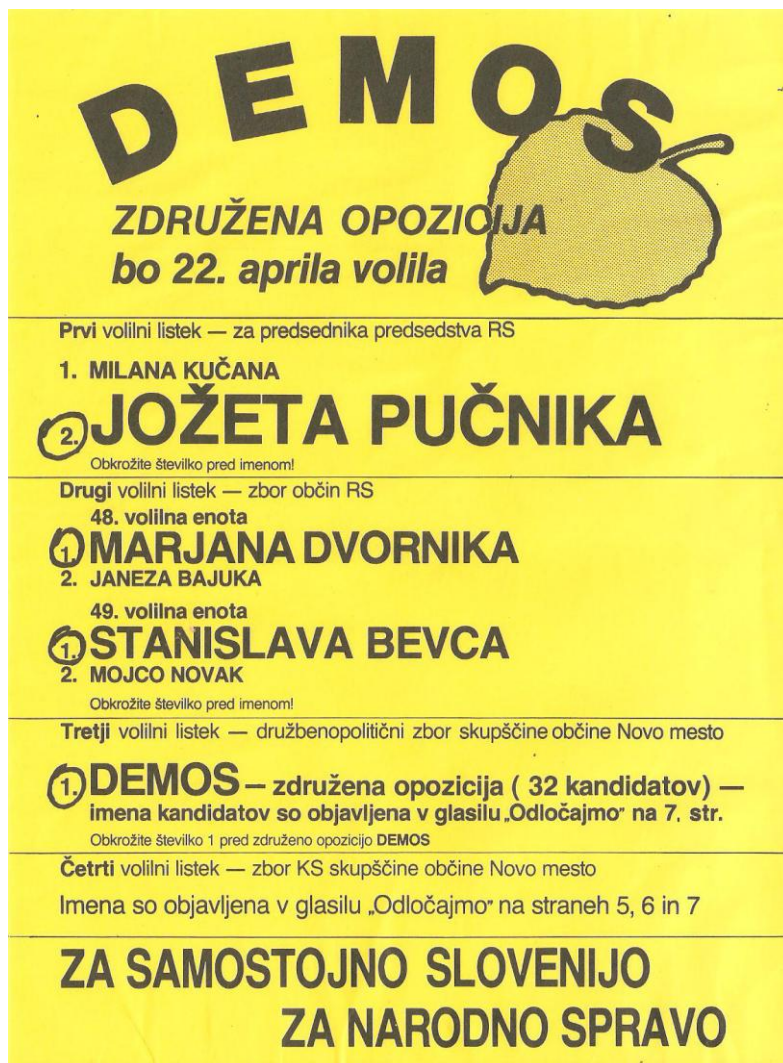 DEMOS
ZDRUŽENA OPOZICIJA
bo 22. aprila volila
Prvi volilni listek — za predsednika predsedstva RS
1. MILANA KUČANA
2. JOŽETA PUČNIKA
Obkrožite številko pred imenom!
Drugi volilni listek — zbor občin RS
48. volilna enota
1. MARJANA DVORNIKA
2. JANEZA BAJUKA
49. volilna enota
1. STANISLAVA BEVCA
2. MOJCO NOVAK
Obkrožite številko pred imenom!
Tretji volilni listek — družbenopolitični zbor skupščine občine Novo mesto
1. DEMOS — združena opozicija ( 32 kandidatov) —
imena kandidatov so objavljena v glasilu „Odločajmo" na 7. str.
Obkrožite številko 1 pred združeno opozicijo DEMOS
Četrti volilni listek — zbor KS skupščine občine Novo mesto
Imena so objavljena v glasilu „Odločajmo" na straneh 5, 6 in 7
ZA SAMOSTOJNO SLOVENIJO
ZA NARODNO SPRAVO